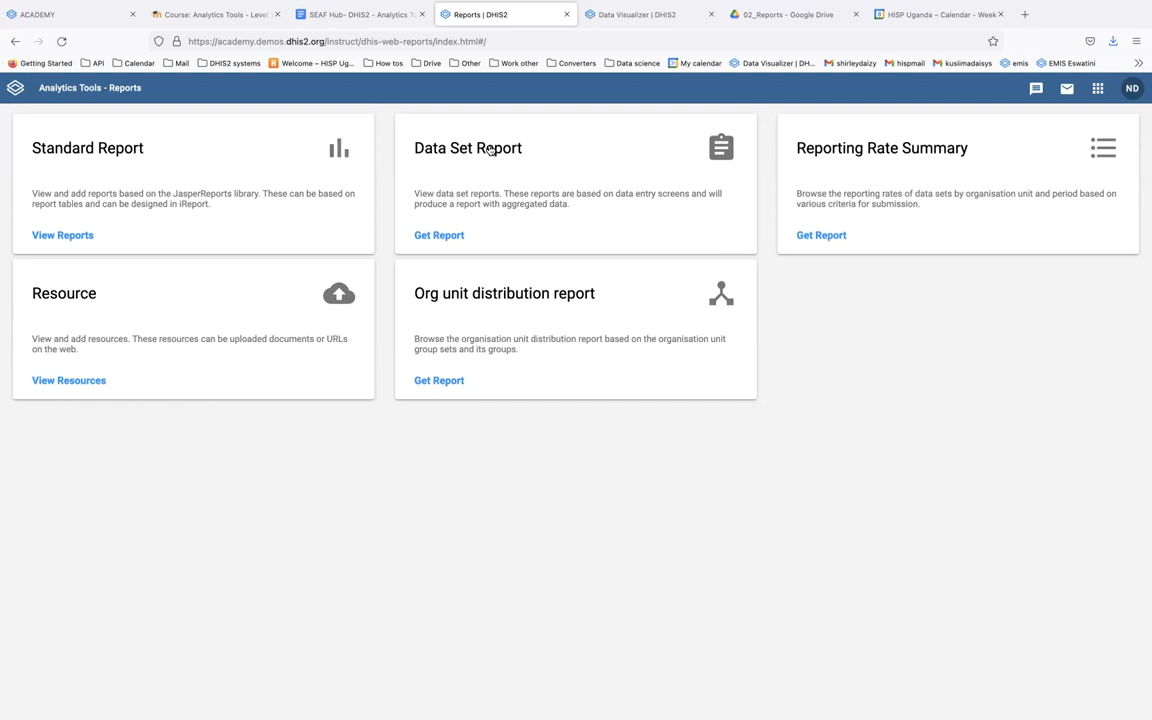 ACADEMY
Course: Analytics Tools - Level
SEAF Hub- DHIS2 - Analytics T
Reports | DHIS2
Data Visualizer | DHIS2
02_Reports - Google Drive
HISP Uganda – Calendar - Week
https://academy.demos.dhis2.org/instruct/dhis-web-reports/index.html#/
Getting Started
API
Calendar
Mail
DHIS2 systems
Welcome – HISP Ug...
How tos
Drive
Other
Work other
Converters
Data science
My calendar
Data Visualizer | DH...
shirleydaizy
hispmail
kusiimadaisys
emis
EMIS Eswatini
Analytics Tools - Reports
ND
Standard Report
View and add reports based on the JasperReports library. These can be based on
report tables and can be designed in iReport.
View Reports
Data Set Report
View data set reports. These reports are based on data entry screens and will
produce a report with aggregated data.
Get Report
Reporting Rate Summary
Browse the reporting rates of data sets by organisation unit and period based on
various criteria for submission.
Get Report
Resource
View and add resources. These resources can be uploaded documents or URLs
on the web.
View Resources
Org unit distribution report
Browse the organisation unit distribution report based on the organisation unit
group sets and its groups.
Get Report